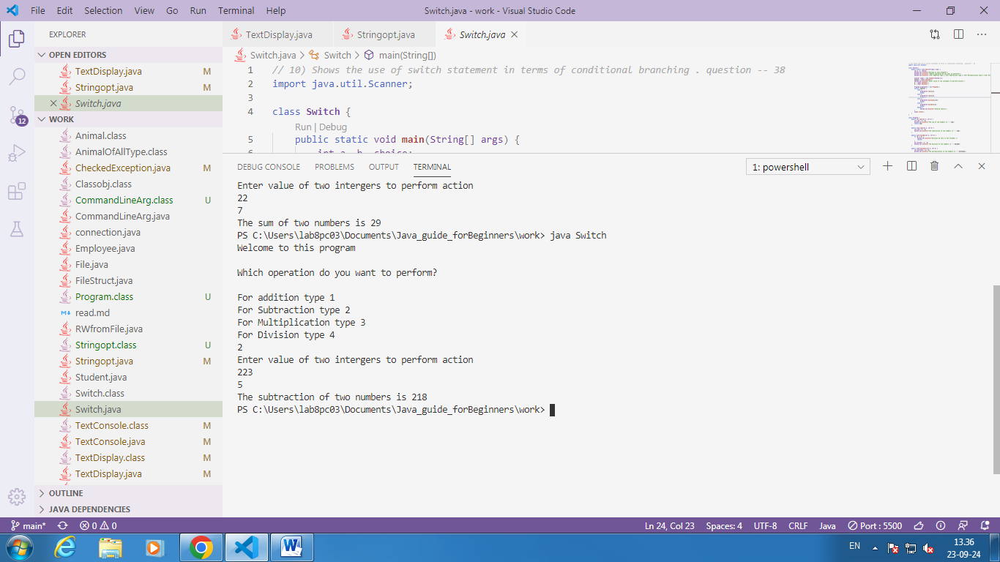 File Edit Selection View Go Run Terminal Help
Switch.java - work - Visual Studio Code
EXPLORER
OPEN EDITORS
TextDisplay.java M
Stringopt.java M
Switch.java
WORK
Animal.class
AnimalOfAllType.class
CheckedException.java M
Classobj.class
CommandLineArg.class U
CommandLineArg.java
connection.java
Employee.java
File.java
FileStruct.java
Program.class U
read.md
RWfromFile.java
Stringopt.class U
Stringopt.java M
Student.java
Switch.class
Switch.java
TextConsole.class M
TextConsole.java M
TextDisplay.class M
TextDisplay.java M
OUTLINE
JAVA DEPENDENCIES
12
TextDisplay.java Stringopt.java Switch.java
Switch.java > Switch > main(String[])
1 // 10) Shows the use of switch statement in terms of conditional branching . question -- 38
2 import java.util.Scanner;
3
4 class Switch {
Run | Debug
5 public static void main(String[] args) {
6 int a, b, choice;
DEBUG CONSOLE PROBLEMS OUTPUT TERMINAL
1: powershell
Enter value of two intergers to perform action
22
7
The sum of two numbers is 29
PS C:\Users\lab8pc03\Documents\Java_guide_forBeginners\work> java Switch
Welcome to this program
Which operation do you want to perform?
For addition type 1
For Subtraction type 2
For Multiplication type 3
For Division type 4
2
Enter value of two intergers to perform action
223
5
The subtraction of two numbers is 218
PS C:\Users\lab8pc03\Documents\Java_guide_forBeginners\work>
main* 0 0
Ln 24, Col 23 Spaces: 4 UTF-8 CRLF Java Port : 5500
EN
13.36
23-09-24